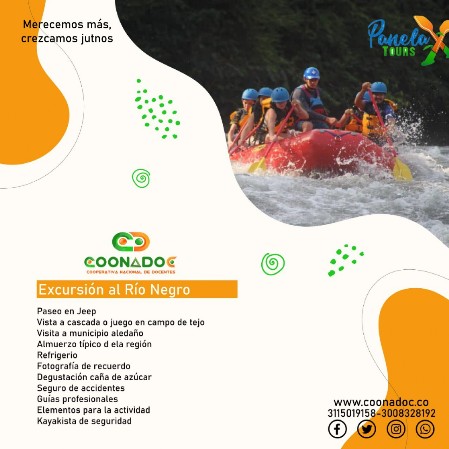 Merecemos más,
crezcamos jutnos
Panela
TOURS
COONADOC
COOPERATIVA NACIONAL DE DOCENTES
Excursión al Río Negro
Paseo en Jeep
Vista a cascada o juego en campo de tejo
Visita a municipio aledaño
Almuerzo típico d ela región
Refrigerio
Fotografía de recuerdo
Degustación caña de azúcar
Seguro de accidentes
Guías profesionales
Elementos para la actividad
Kayakista de seguridad
www.coonadoc.co
3115019158-3008328192